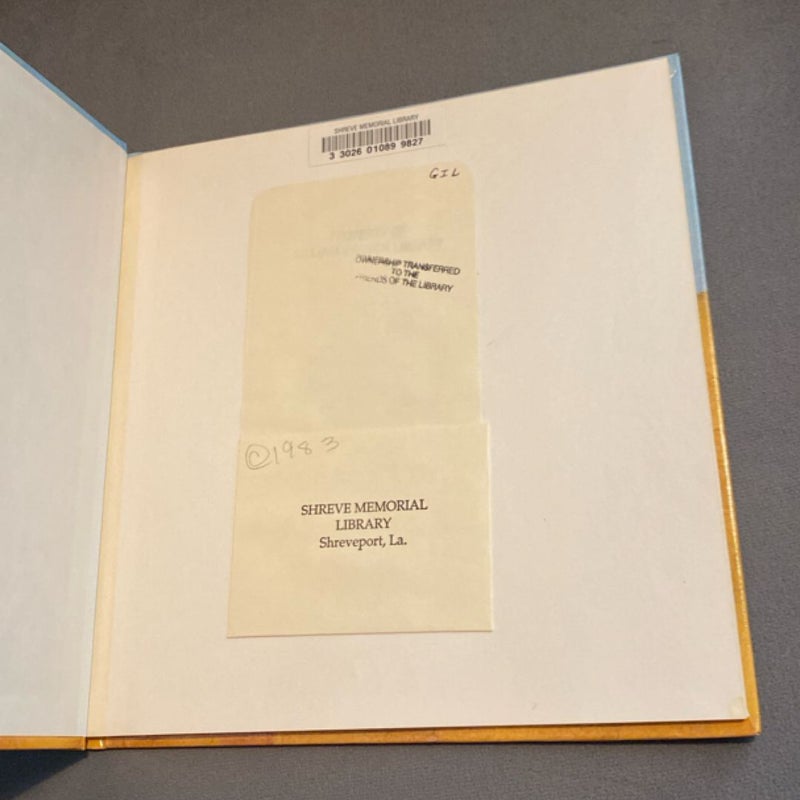 SHREVE MEMORIAL LIBRARY
3 3026 01089 9827
GIL
OWNERSHIP TRANSFERRED
TO THE
FRIENDS OF THE LIBRARY
©1983
SHREVE MEMORIAL
LIBRARY
Shreveport, La.